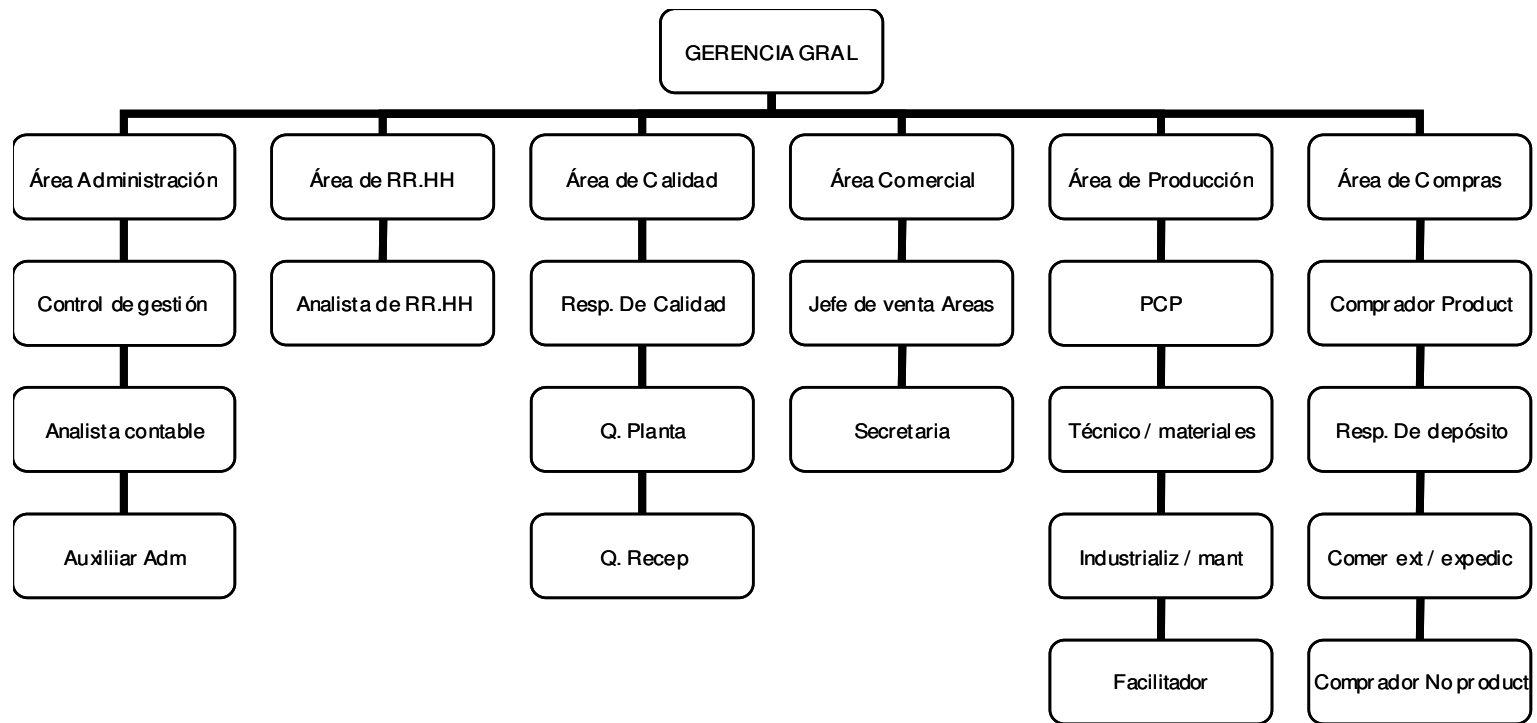 GERENCIA GRAL
Área Administración
Área de RR.HH
Área de Calidad
Área Comercial
Área de Producción
Área de Compras
Control de gestión
Analista de RR.HH
Resp. De Calidad
Jefe de venta Areas
PCP
Comprador Product
Analista contable
Q. Planta
Secretaria
Técnico / materiales
Resp. De depósito
Auxiliiar Adm
Q. Recep
Industrializ / mant
Comer ext / expedic
Facilitador
Comprador No product